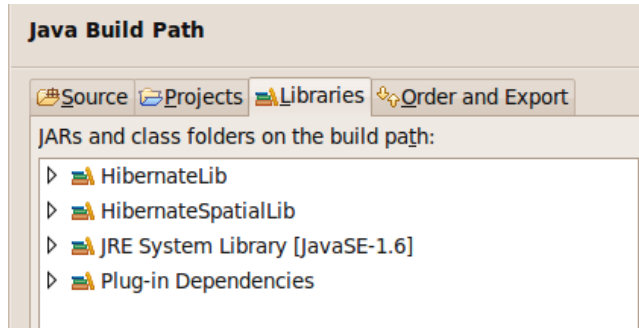 Java Build Path
Source Projects Libraries Order and Export
JARs and class folders on the build path:
HibernateLib
HibernateSpatialLib
JRE System Library [JavaSE-1.6]
Plug-in Dependencies